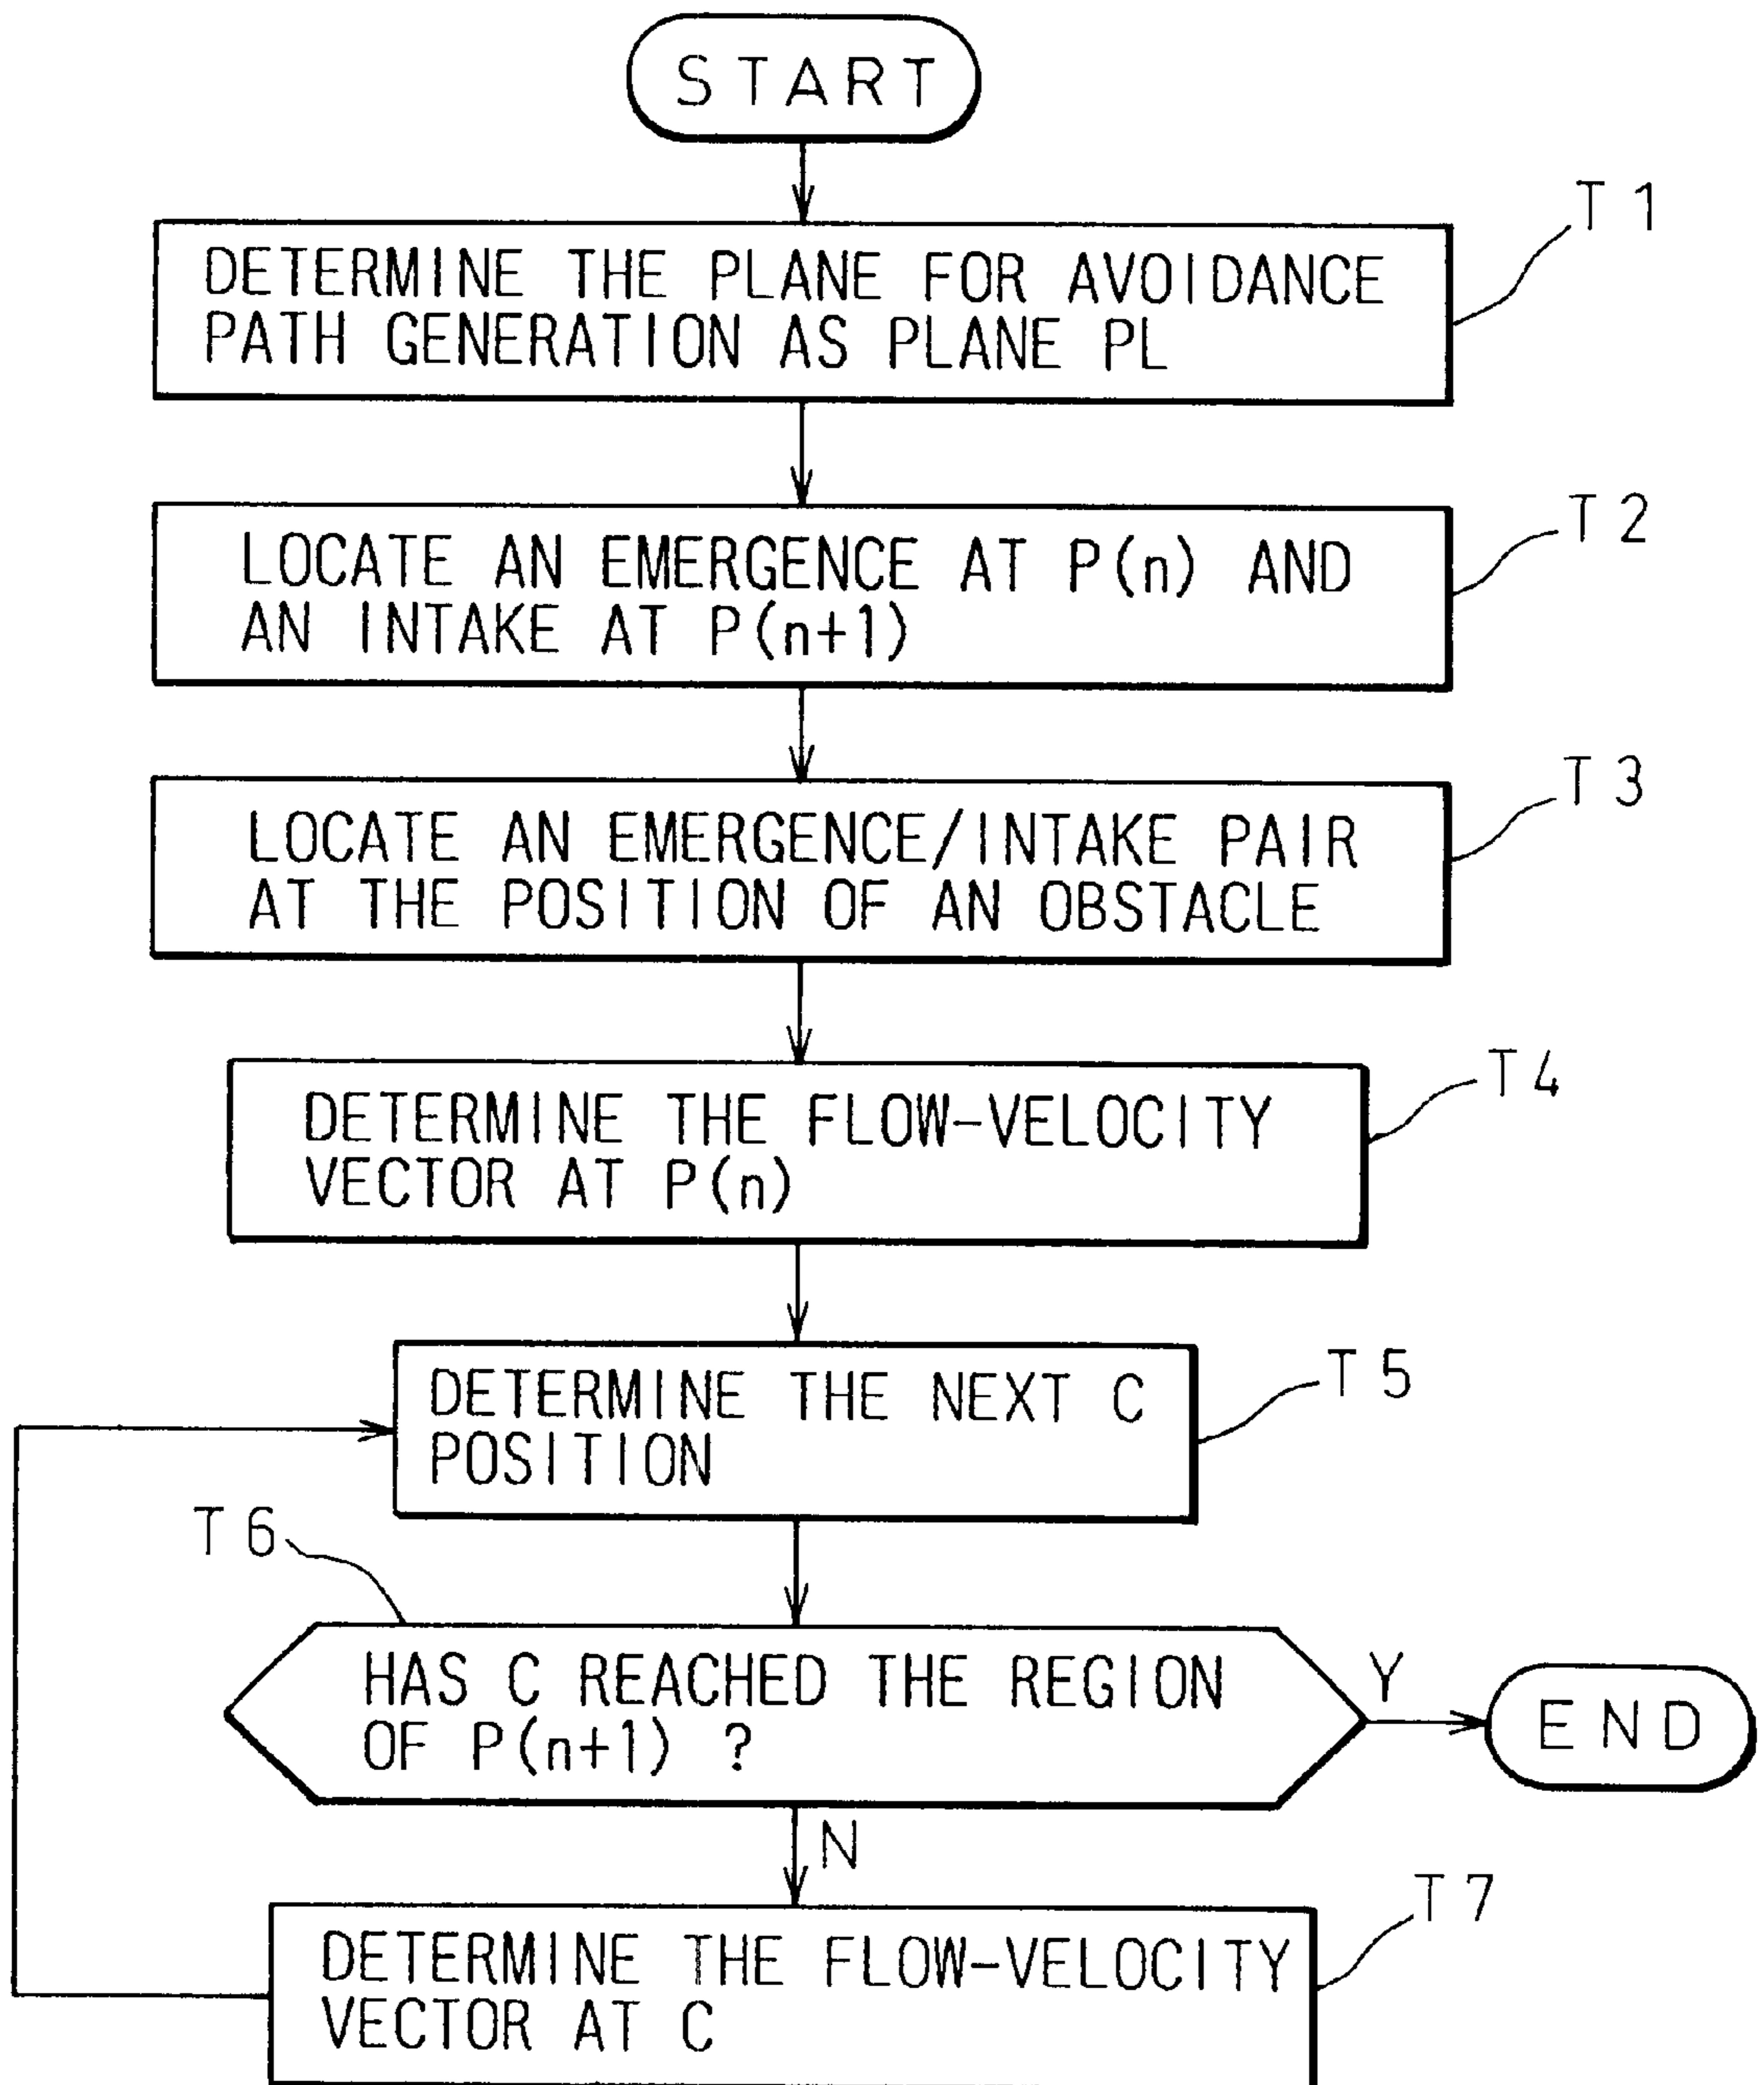 START
T1
DETERMINE THE PLANE FOR AVOIDANCE
PATH GENERATION AS PLANE PL
T2
LOCATE AN EMERGENCE AT P(n) AND
AN INTAKE AT P(n+1)
T3
LOCATE AN EMERGENCE/INTAKE PAIR
AT THE POSITION OF AN OBSTACLE
T4
DETERMINE THE FLOW-VELOCITY
VECTOR AT P(n)
T5
DETERMINE THE NEXT C
POSITION
T6
HAS C REACHED THE REGION
OF P(n+1) ?
Y
END
N
T7
DETERMINE THE FLOW-VELOCITY
VECTOR AT C